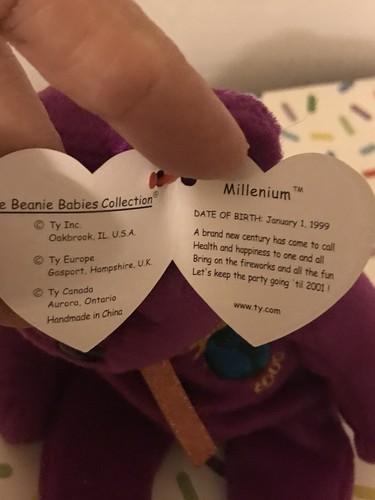 e Beanie Babies Collection®
© Ty Inc.
Oakbrook, IL. U.S.A.
© Ty Europe
Gasport, Hampshire, U.K.
© Ty Canada
Aurora, Ontario
Handmade in China
Millenium™
DATE OF BIRTH: January 1, 1999
A brand new century has come to call
Health and happiness to one and all
Bring on the fireworks and all the fun
Let's keep the party going 'til 2001 !
www.ty.com